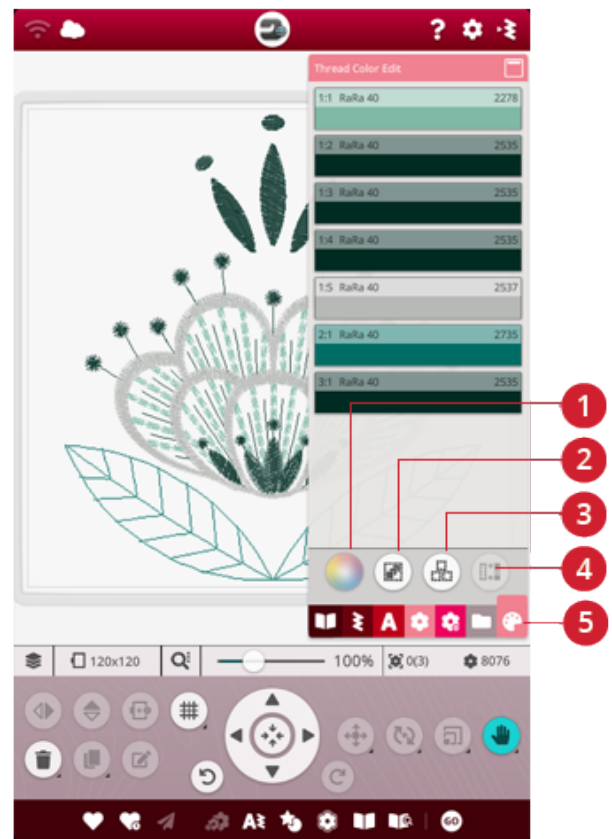 ?
Thread Color Edit
1:1 RaRa 40 2278
1:2 RaRa 40 2535
1:3 RaRa 40 2535
1:4 RaRa 40 2535
1:5 RaRa 40 2537
2:1 RaRa 40 2735
3:1 RaRa 40 2535
1
2
3
4
5
A
120x120 100% 0(3) 8076
A
GO